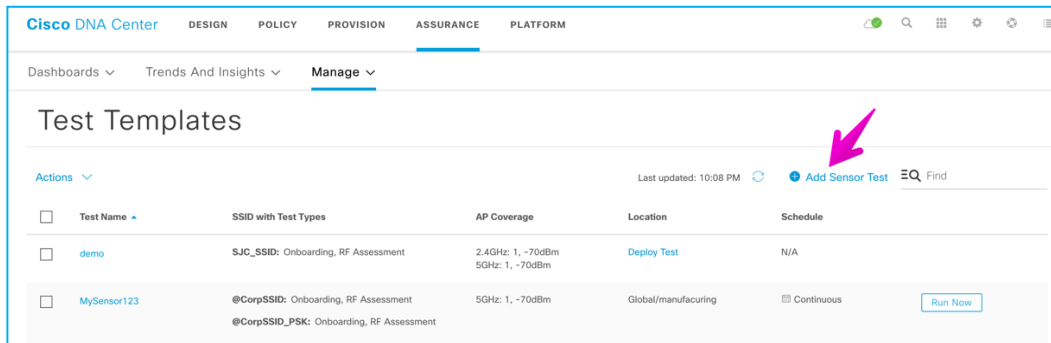 Cisco DNA Center DESIGN POLICY PROVISION ASSURANCE PLATFORM
Dashboards Trends And Insights Manage
Test Templates
Actions Last updated: 10:08 PM Add Sensor Test Find
Test Name SSID with Test Types AP Coverage Location Schedule
demo SJC_SSID: Onboarding, RF Assessment 2.4GHz: 1, -70dBm Deploy Test N/A
5GHz: 1, -70dBm
MySensor123 @CorpSSID: Onboarding, RF Assessment 5GHz: 1, -70dBm Global/manufacuring Continuous Run Now
@CorpSSID_PSK: Onboarding, RF Assessment